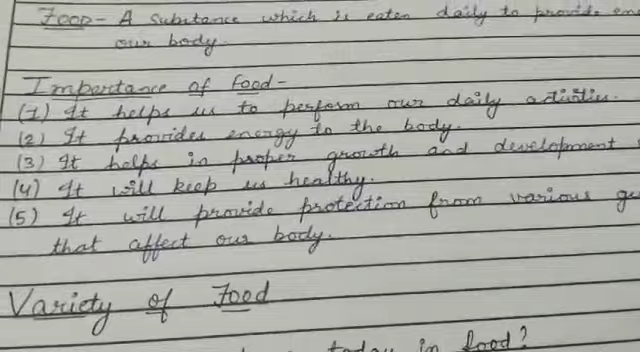 Food - A substance which is eaten daily to provide
our body.
Importance of Food -
(1) It helps us to perform our daily activities.
(2) It provides energy to the body.
(3) It helps in proper growth and development
(4) It will keep us healthy.
(5) It will provide protection from various
that affect our body.
Variety of Food
today in food?